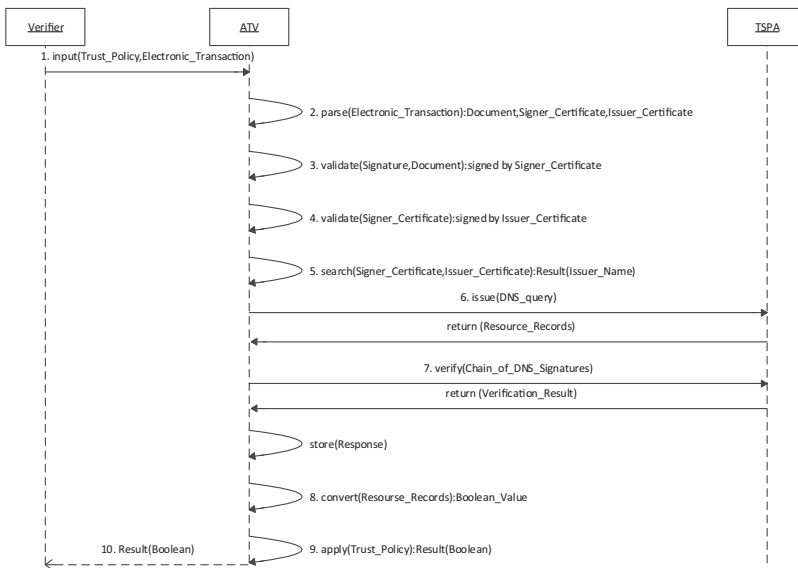 Verifier
ATV
TSPA
1. input(Trust_Policy,Electronic_Transaction)
2. parse(Electronic_Transaction):Document,Signer_Certificate,Issuer_Certificate
3. validate(Signature,Document):signed by Signer_Certificate
4. validate(Signer_Certificate):signed by Issuer_Certificate
5. search(Signer_Certificate,Issuer_Certificate):Result(Issuer_Name)
6. issue(DNS_query)
return (Resource_Records)
7. verify(Chain_of_DNS_Signatures)
return (Verification_Result)
store(Response)
8. convert(Resourse_Records):Boolean_Value
10. Result(Boolean)
9. apply(Trust_Policy):Result(Boolean)